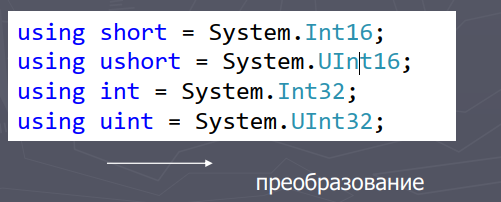 using short = System.Int16;
using ushort = System.UInt16;
using int = System.Int32;
using uint = System.UInt32;
преобразование